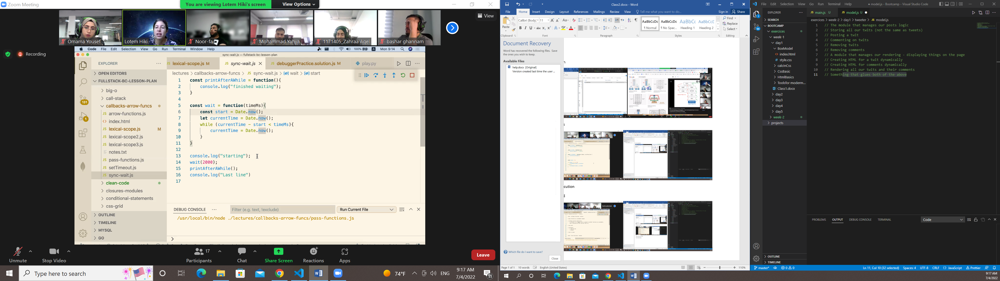 Zoom Meeting
You are viewing Lotem Hiki's screen
View Options
View
Omama Yousef
Lotem Hiki
Noor-fa
Mohammad Yahya
1171405_Zahraa Aqel
bashar ghannam
Recording
Code File Edit Selection View Go Run Terminal Window Help
100%
A
Mon 9:14
sync-wait.js — fullstack-bc-lesson-plan
EXPLORER
OPEN EDITORS
FULLSTACK-BC-LESSON-PLAN
big-o
call-stack
callbacks-arrow-funcs
JS arrow-functions.js
<> index.html
JS lexical-scope.js M
JS lexical-scope2.js
JS lexical-scope3.js
notes.txt
JS pass-functions.js
JS setTimeout.js
JS sync-wait.js
clean-code
closures-modules
conditional-statements
css-grid
OUTLINE
TIMELINE
MYSQL
GO
131
1
JS lexical-scope.js M
JS sync-wait.js
JS debuggerPractice.solution.js M
play.py
lectures > callbacks-arrow-funcs > JS sync-wait.js > wait > start
1 const printAfterAWhile = function(){
2 console.log("finished waiting");
3 }
4
5 const wait = function(timeMs){
6 const start = Date.now();
7 let currentTime = Date.now();
8 while (currentTime - start < timeMs){
9 currentTime = Date.now();
10 }
11 }
12
13 console.log("starting");
14 wait(2000);
15 printAfterAWhile();
16 console.log("Last line")
17
DEBUG CONSOLE
Filter (e.g. text, !exclude)
Run Current File
/usr/local/bin/node ./lectures/callbacks-arrow-funcs/pass-functions.js
Unmute
Stop Video
Participants 17
Chat
Share Screen
Reactions
Apps
Leave
Type here to search
74°F
ENG
9:17 AM
7/4/2022
11
Class2.docx - Word
File Home Insert Design Layout References Mailings Review View Tell me what you want to do...
Sign in Share
Paste
Clipboard
Calibri (Body) 11
Font
Paragraph
AaBbCcDc AaBbCcDc AaBbCc AaBbCcC
¶ Normal ¶ No Spac... Heading 1 Heading 2
Styles
Find
Replace
Select
Editing
Document Recovery
Word has recovered the following files. Save
the ones you wish to keep.
Available Files
help.docx [Original]
Version created last time the user ...
Which file do I want to save?
Close
cution
Page 1 of 1 10 words English (United States)
110%
File Edit Selection View Go Run Terminal Help
● model.js - Bootcamp - Visual Studio Code
EXPLORER
SEARCH
BOOTCAMP
exercices
week-1
day1
BoxModel
<> index.html
# style.css
calcInCss
CssBasic
HtmlBasics
Toolsfor moderm...
Class1.docx
day2
day3
day4
day5
week-2
projects
OUTLINE
TIMELINE
64
1
JS main.js U
JS model.js U ●
exercices > week-2 > day1 > tweeter > JS model.js
1 // The module that manages our posts logic
2 // Storing all our twits (not the same as tweets)
3 // Posting a twit
4 // Commenting on twits
5 // Removing twits
6 // Removing comments
7 // A module that manages our rendering - displaying things on the page
8 // Creating HTML for a twit dynamically
9 // Creating HTML for comments dynamically
10 // Rendering all our twits and their comments
11 // Something that glues both of the above
PROBLEMS OUTPUT DEBUG CONSOLE TERMINAL
Code
master* 0 0
Ln 11, Col 10 (32 selected) Spaces: 4 UTF-8 CRLF {} JavaScript Prettier
9:17 AM
7/4/2022